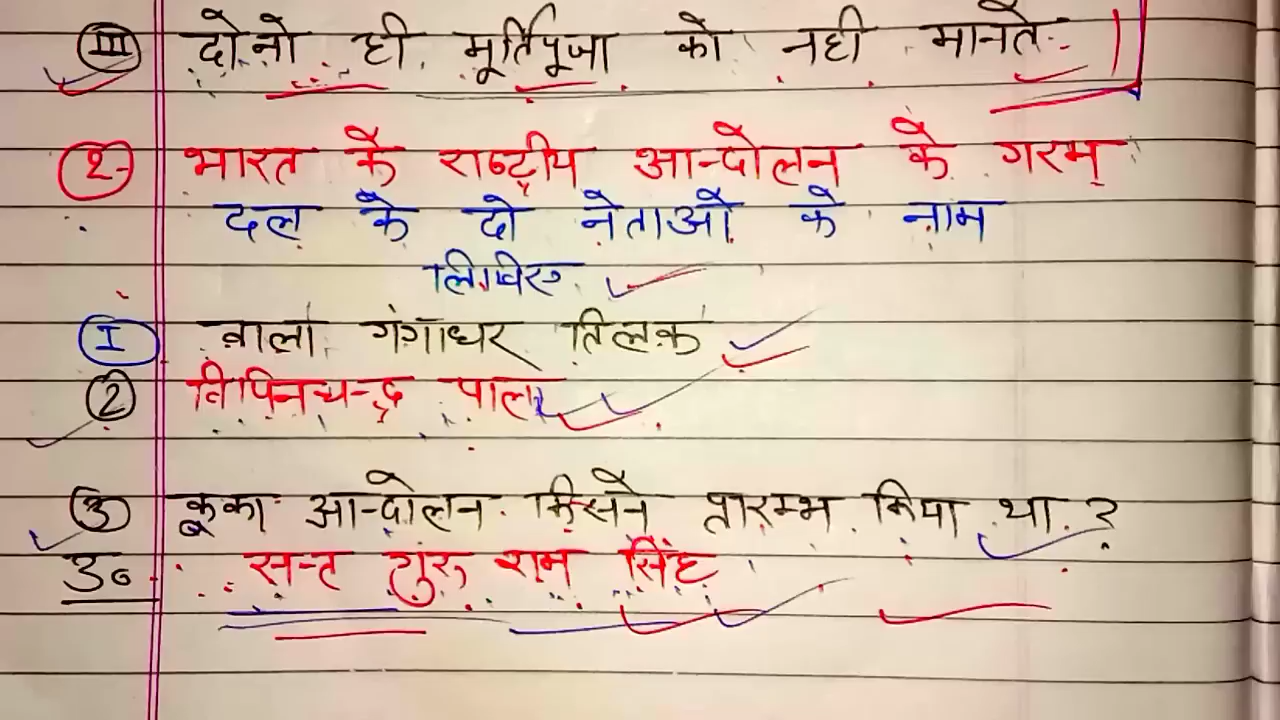 III दोनो ही मूर्तिपूजा को नही मानते।
2- भारत के राष्ट्रीय आन्दोलन के गरम
दल के दो नेताओं के नाम
लिखिए
I बाला गंगाधर तिलक
2 विपिनचन्द्र पाल
3 कूका आन्दोलन किसने प्रारम्भ किया था ?
उ० सन्त गुरु राम सिंह